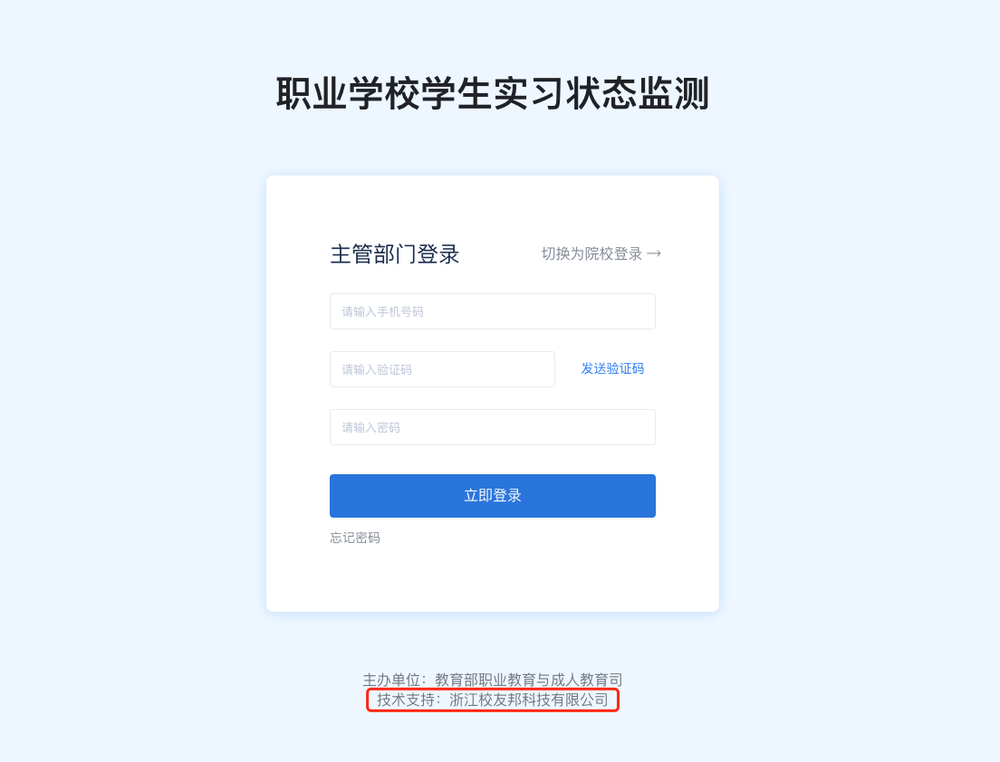 职业学校学生实习状态监测
主管部门登录 切换为院校登录 →
请输入手机号码
请输入验证码 发送验证码
请输入密码
立即登录
忘记密码
主办单位：教育部职业教育与成人教育司
技术支持：浙江校友邦科技有限公司